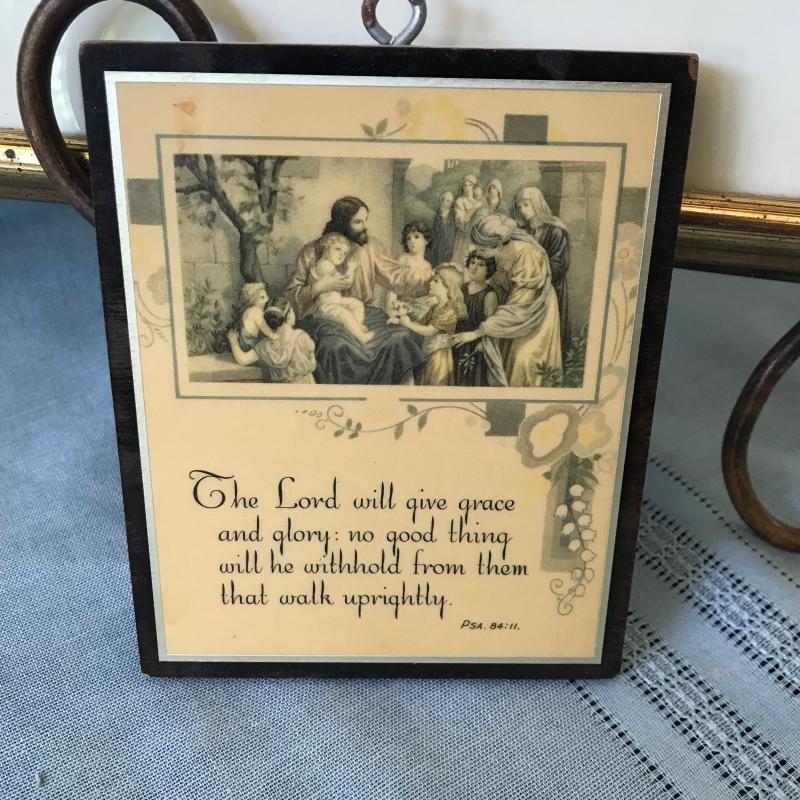 The Lord will give grace
and glory: no good thing
will he withhold from them
that walk uprightly.
PSA. 84:11.